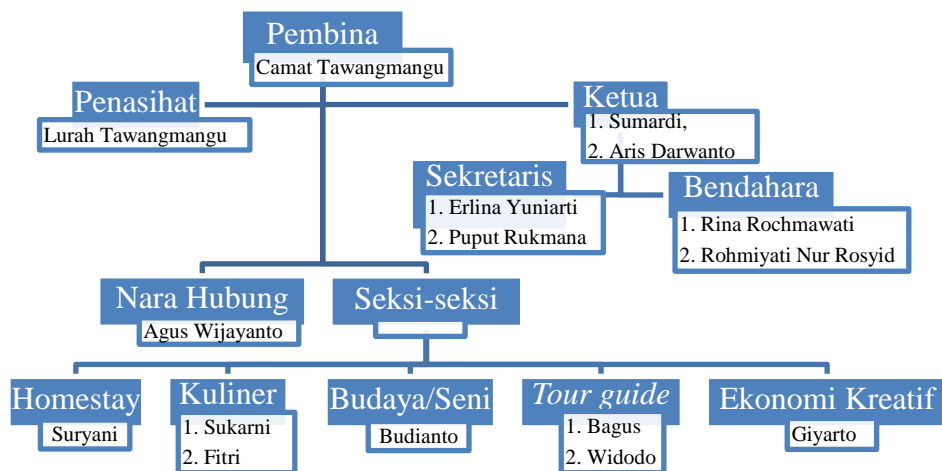 Pembina
Camat Tawangmangu
Penasihat
Lurah Tawangmangu
Ketua
1. Sumardi,
2. Aris Darwanto
Sekretaris
1. Erlina Yuniarti
2. Puput Rukmana
Bendahara
1. Rina Rochmawati
2. Rohmiyati Nur Rosyid
Nara Hubung
Agus Wijayanto
Seksi-seksi
Homestay
Suryani
Kuliner
1. Sukarni
2. Fitri
Budaya/Seni
Budianto
Tour guide
1. Bagus
2. Widodo
Ekonomi Kreatif
Giyarto